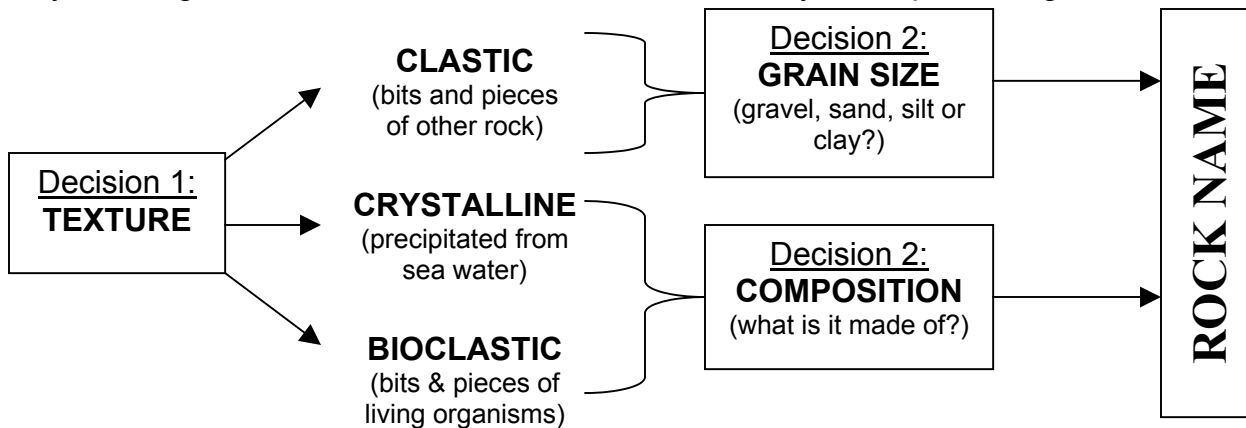 Decision 1:
TEXTURE
CLASTIC
(bits and pieces
of other rock)
CRYSTALLINE
(precipitated from
sea water)
BIOCLASTIC
(bits & pieces of
living organisms)
Decision 2:
GRAIN SIZE
(gravel, sand, silt or
clay?)
Decision 2:
COMPOSITION
(what is it made of?)
ROCK NAME